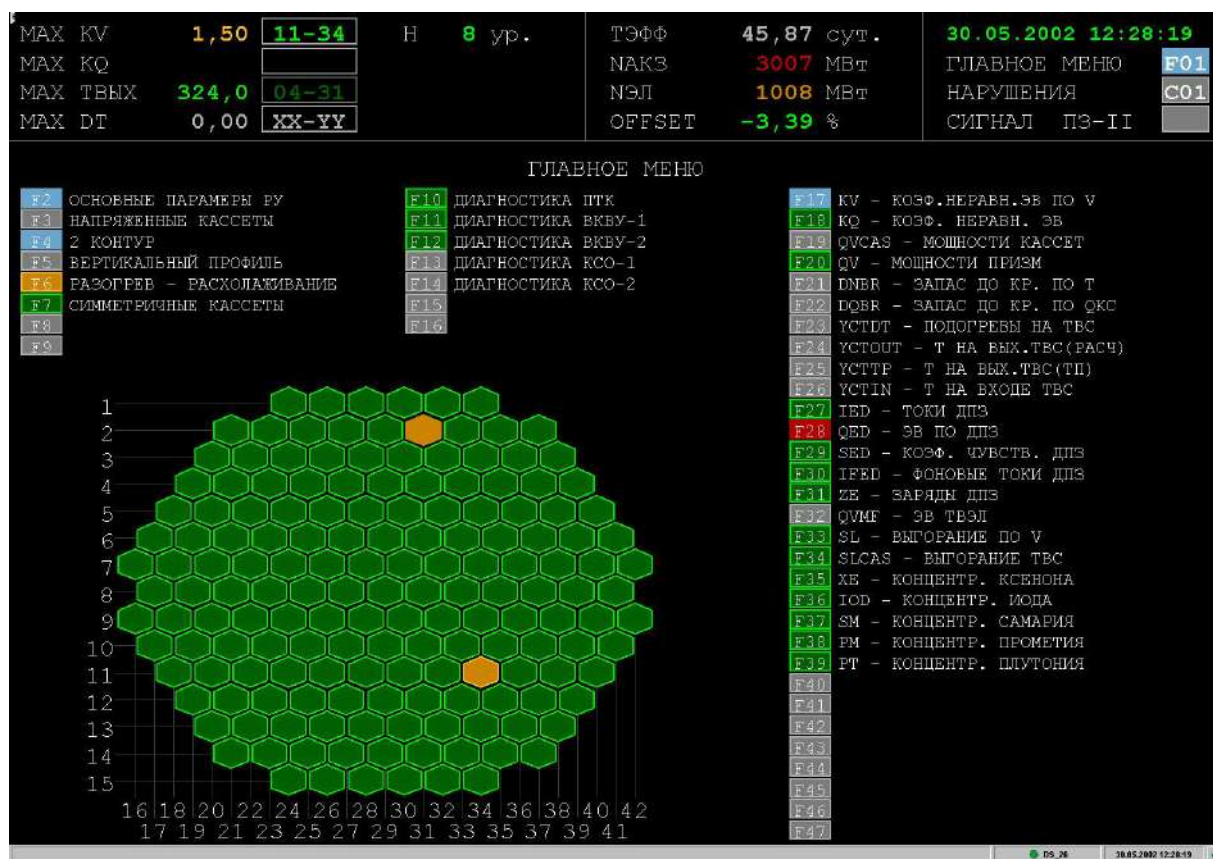 MAX KV 1,50 11-34 H 8 ур. ТЭФФ 45,87 сут. 30.05.2002 12:28:19
MAX KQ NАКЗ 3007 МВт ГЛАВНОЕ МЕНЮ F01
MAX ТВЫХ 324,0 04-31 NЭЛ 1008 МВт НАРУШЕНИЯ C01
MAX DT 0,00 XX-YY OFFSET -3,39 % СИГНАЛ ПЗ-II
ГЛАВНОЕ МЕНЮ
F2 ОСНОВНЫЕ ПАРАМЕРЫ РУ
F3 НАПРЯЖЕННЫЕ КАССЕТЫ
F4 2 КОНТУР
F5 ВЕРТИКАЛЬНЫЙ ПРОФИЛЬ
F6 РАЗОГРЕВ - РАСХОЛАЖИВАНИЕ
F7 СИММЕТРИЧНЫЕ КАССЕТЫ
F8
F9
F10 ДИАГНОСТИКА ПТК
F11 ДИАГНОСТИКА ВКВУ-1
F12 ДИАГНОСТИКА ВКВУ-2
F13 ДИАГНОСТИКА КСО-1
F14 ДИАГНОСТИКА КСО-2
F15
F16
F17 KV - КОЭФ.НЕРАВН.ЭВ ПО V
F18 KQ - КОЭФ. НЕРАВН. ЭВ
F19 QVCAS - МОЩНОСТИ КАССЕТ
F20 QV - МОЩНОСТИ ПРИЗМ
F21 DNBR - ЗАПАС ДО КР. ПО Т
F22 DQBR - ЗАПАС ДО КР. ПО QКС
F23 YCTDT - ПОДОГРЕВЫ НА ТВС
F24 YCTOUT - Т НА ВЫХ.ТВС(РАСЧ)
F25 YCTTP - Т НА ВЫХ.ТВС(ТП)
F26 YCTIN - Т НА ВХОДЕ ТВС
F27 IED - ТОКИ ДПЗ
F28 QED - ЭВ ПО ДПЗ
F29 SED - КОЭФ. ЧУВСТВ. ДПЗ
F30 IFED - ФОНОВЫЕ ТОКИ ДПЗ
F31 ZE - ЗАРЯДЫ ДПЗ
F32 QVMF - ЭВ ТВЭЛ
F33 SL - ВЫГОРАНИЕ ПО V
F34 SLCAS - ВЫГОРАНИЕ ТВС
F35 XE - КОНЦЕНТР. КСЕНОНА
F36 IOD - КОНЦЕНТР. ИОДА
F37 SM - КОНЦЕНТР. САМАРИЯ
F38 PM - КОНЦЕНТР. ПРОМЕТИЯ
F39 PT - КОНЦЕНТР. ПЛУТОНИЯ
F40
F41
F42
F43
F44
F45
F46
F47
1
2
3
4
5
6
7
8
9
10
11
12
13
14
15
16 18 20 22 24 26 28 30 32 34 36 38 40 42
17 19 21 23 25 27 29 31 33 35 37 39 41
DS_26 30.05.2002 12:28:19